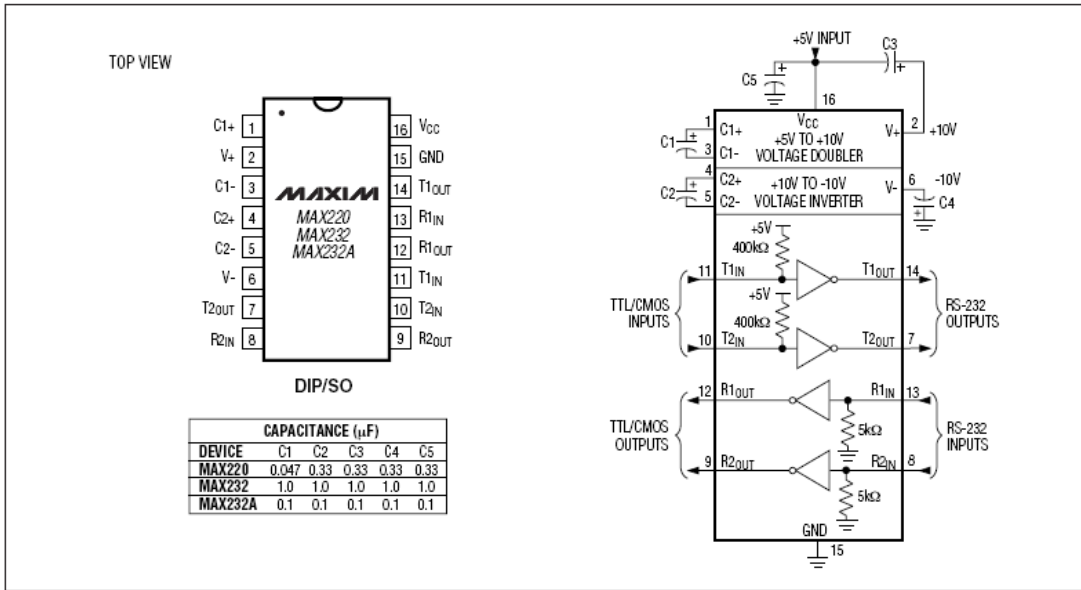 TOP VIEW
C1+ 1
V+ 2
C1- 3
C2+ 4
C2- 5
V- 6
T2OUT 7
R2IN 8
16 VCC
15 GND
14 T1OUT
13 R1IN
12 R1OUT
11 T1IN
10 T2IN
9 R2OUT
MAXIM
MAX220
MAX232
MAX232A
DIP/SO
CAPACITANCE (μF)
DEVICE C1 C2 C3 C4 C5
MAX220 0.047 0.33 0.33 0.33 0.33
MAX232 1.0 1.0 1.0 1.0 1.0
MAX232A 0.1 0.1 0.1 0.1 0.1
+5V INPUT
C3
C5
+
+
16
VCC
1
C1+
C1
+
3
C1-
+5V TO +10V
VOLTAGE DOUBLER
V+
2
+10V
4
C2+
C2
+
5
C2-
+10V TO -10V
VOLTAGE INVERTER
V-
6
-10V
C4
+
+5V
400kΩ
11 T1IN
T1OUT 14
+5V
400kΩ
TTL/CMOS
INPUTS
RS-232
OUTPUTS
10 T2IN
T2OUT 7
12 R1OUT
R1IN 13
5kΩ
TTL/CMOS
OUTPUTS
RS-232
INPUTS
9 R2OUT
R2IN 8
5kΩ
GND
15